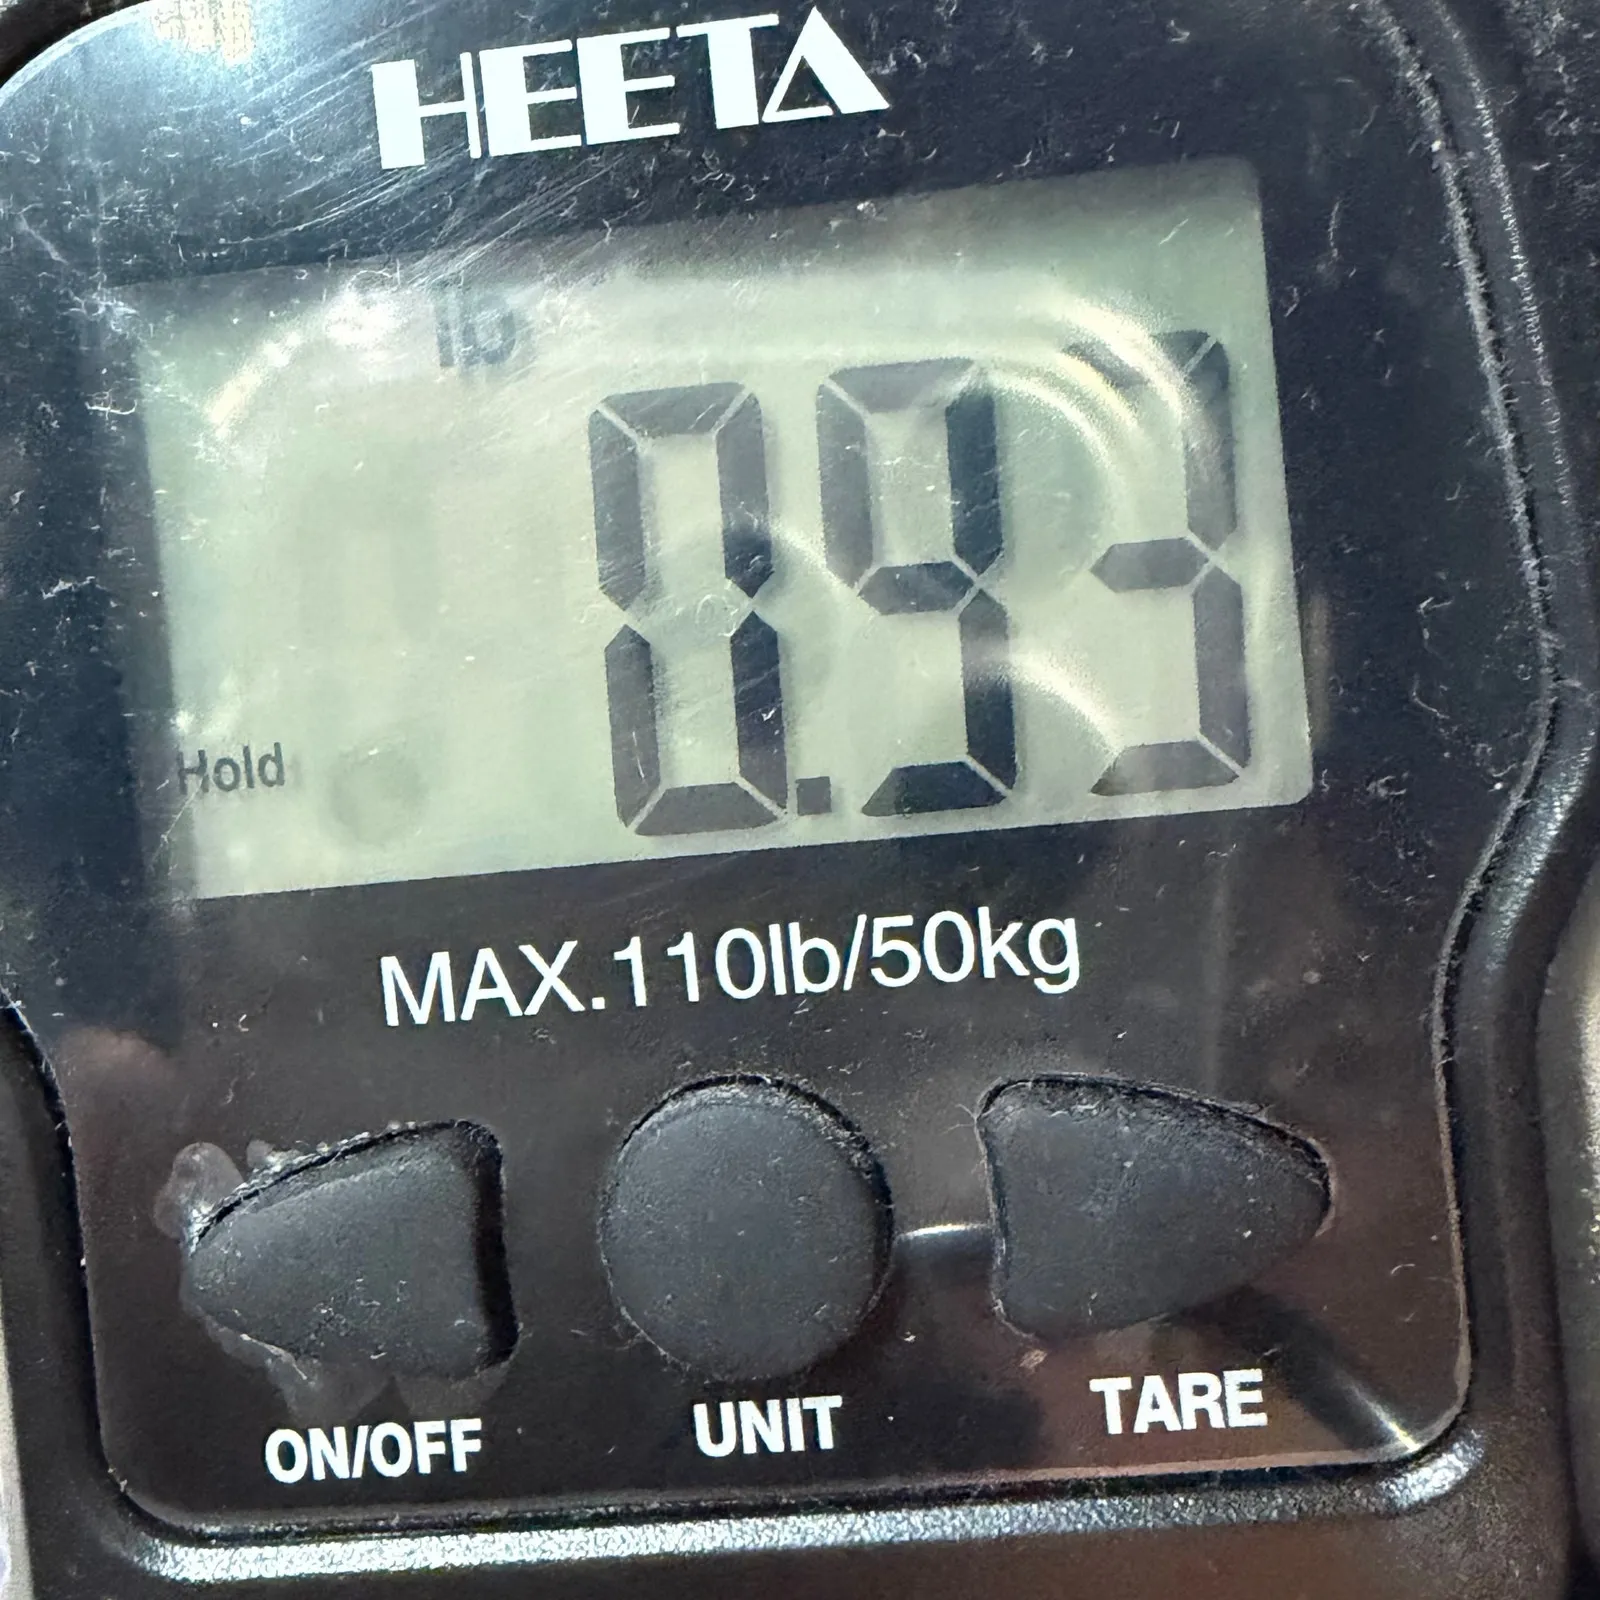 HEETA
lb
0.93
Hold
MAX.110lb/50kg
ON/OFF UNIT TARE